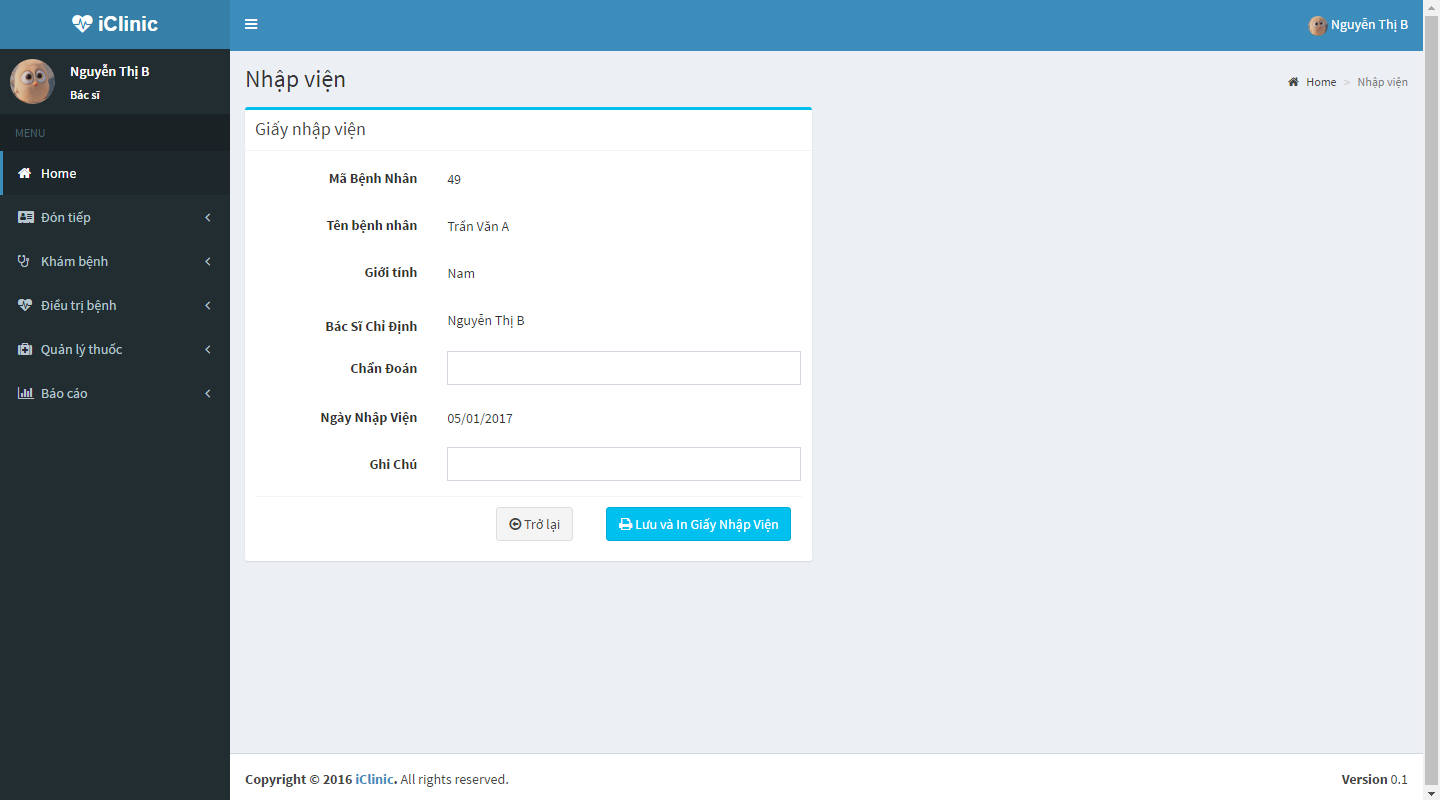 iClinic
Nguyễn Thị B
Nguyễn Thị B
Bác sĩ
MENU
Home
Đón tiếp
Khám bệnh
Điều trị bệnh
Quản lý thuốc
Báo cáo
Nhập viện
Home > Nhập viện
Giấy nhập viện
Mã Bệnh Nhân 49
Tên bệnh nhân Trần Văn A
Giới tính Nam
Bác Sĩ Chỉ Định Nguyễn Thị B
Chẩn Đoán
Ngày Nhập Viện 05/01/2017
Ghi Chú
Trở lại Lưu và In Giấy Nhập Viện
Copyright © 2016 iClinic. All rights reserved. Version 0.1